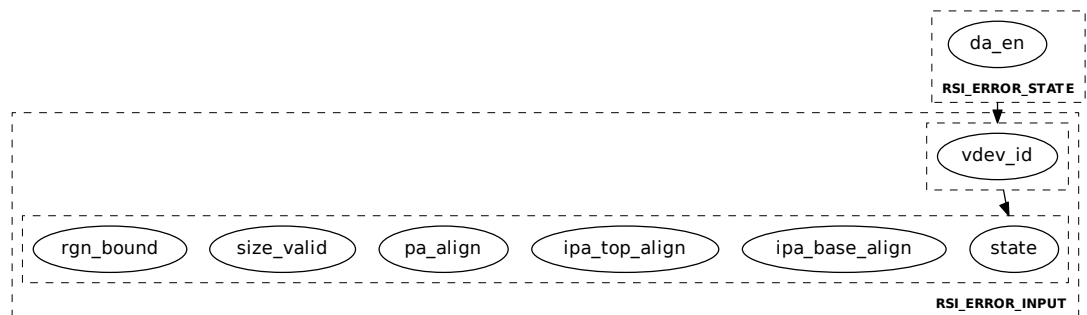 da_en
RSI_ERROR_STATE
vdev_id
rgn_bound size_valid pa_align ipa_top_align ipa_base_align state
RSI_ERROR_INPUT